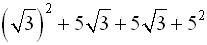 (√3)² + 5√3 + 5√3 + 5²